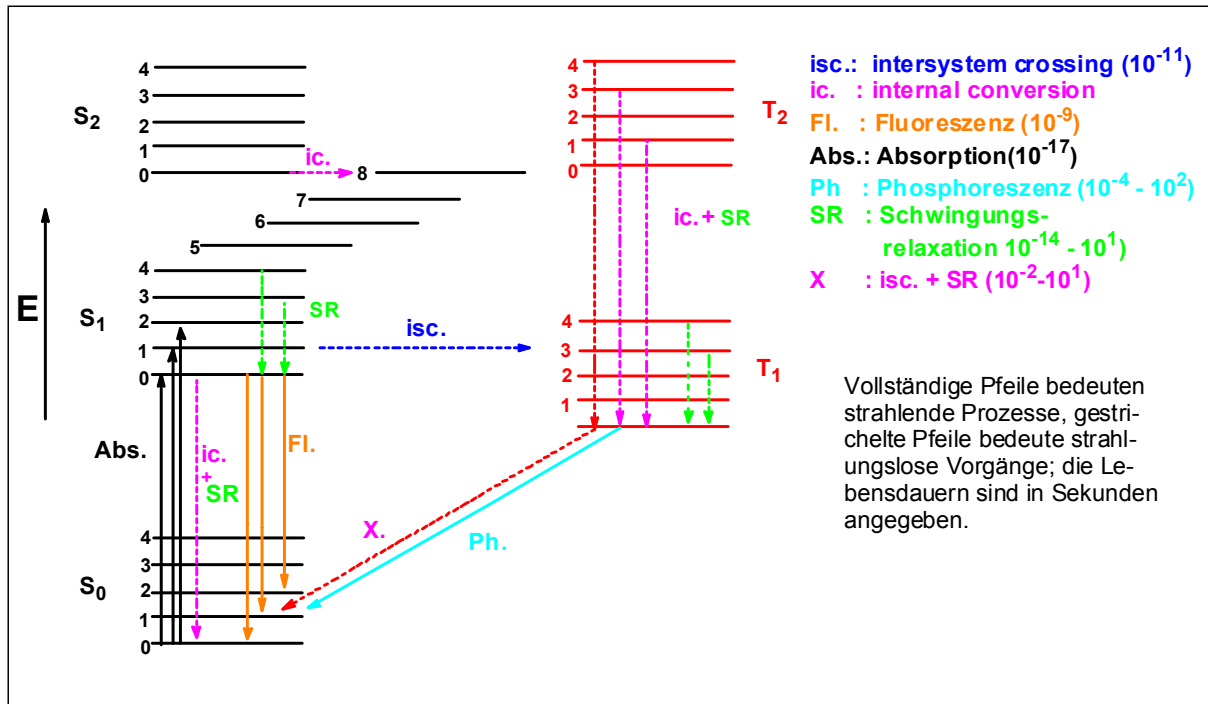 isc.: intersystem crossing (10⁻¹¹)
ic. : internal conversion
Fl. : Fluoreszenz (10⁻⁹)
Abs.: Absorption(10⁻¹⁷)
Ph : Phosphoreszenz (10⁻⁴ - 10²)
SR : Schwingungs-
relaxation 10⁻¹⁴ - 10¹)
X : isc. + SR (10⁻²-10¹)
Vollständige Pfeile bedeuten
strahlende Prozesse, gestri-
chelte Pfeile bedeute strahl-
ungslose Vorgänge; die Le-
bensdauern sind in Sekunden
angegeben.
E
S₂
4
3
2
1
0
ic.
8
7
6
5
S₁
4
3
2
1
0
SR
isc.
Abs.
ic.
+
SR
Fl.
S₀
4
3
2
1
0
X.
Ph.
T₂
4
3
2
1
0
ic. + SR
T₁
4
3
2
1